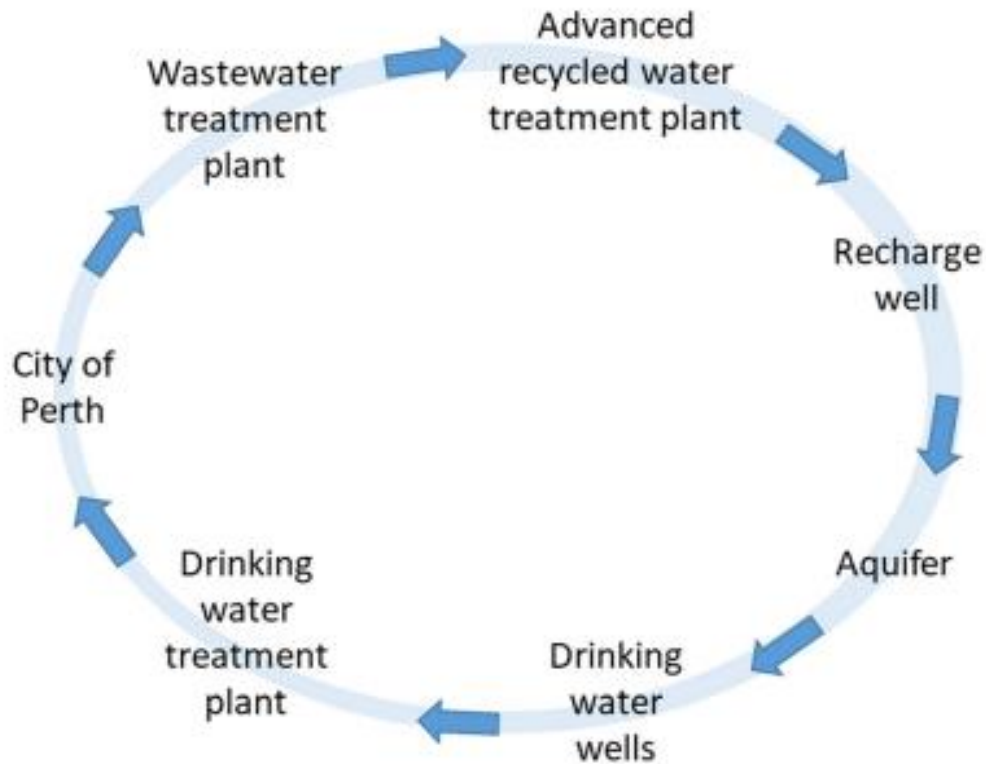 Wastewater
treatment
plant
Advanced
recycled water
treatment plant
Recharge
well
Aquifer
Drinking
water
wells
Drinking
water
treatment
plant
City of
Perth